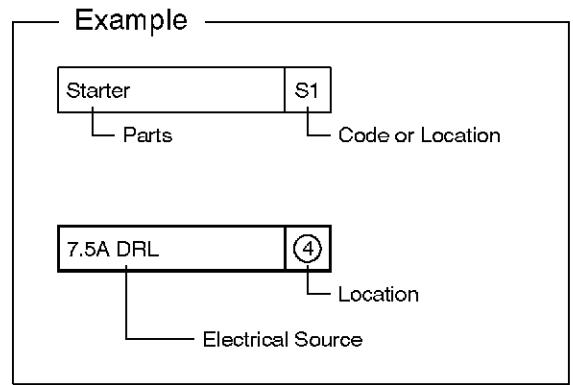 Example
Starter S1
Parts Code or Location
7.5A DRL 4
Location
Electrical Source